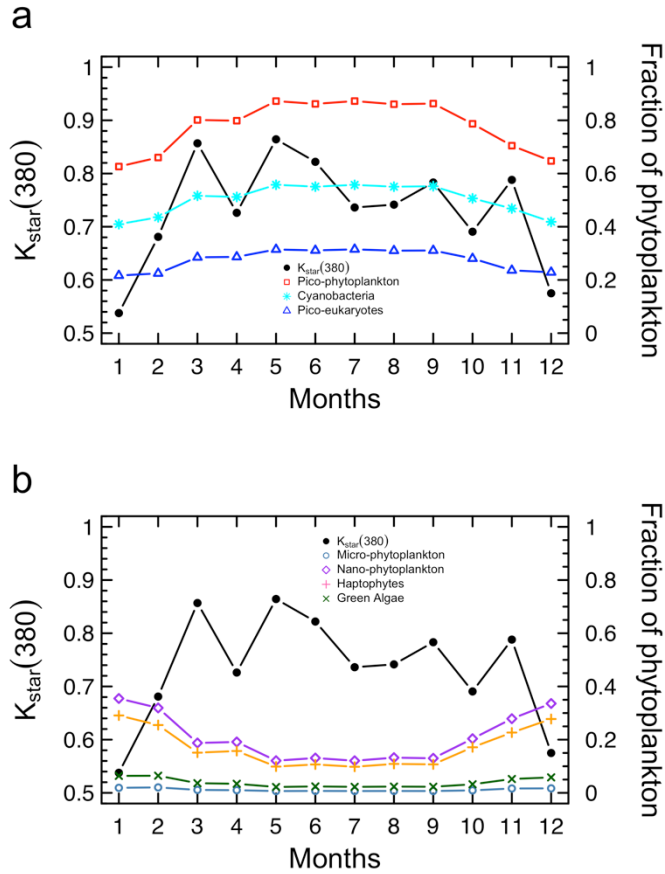 a
K_star(380)
Fraction of phytoplankton
1 1
0.9 0.8
0.8 0.6
0.7 0.4
0.6 0.2
0.5 0
K_star(380)
Pico-phytoplankton
Cyanobacteria
Pico-eukaryotes
1 2 3 4 5 6 7 8 9 10 11 12
Months
b
K_star(380)
Fraction of phytoplankton
1 1
0.9 0.8
0.8 0.6
0.7 0.4
0.6 0.2
0.5 0
K_star(380)
Micro-phytoplankton
Nano-phytoplankton
Haptophytes
Green Algae
1 2 3 4 5 6 7 8 9 10 11 12
Months